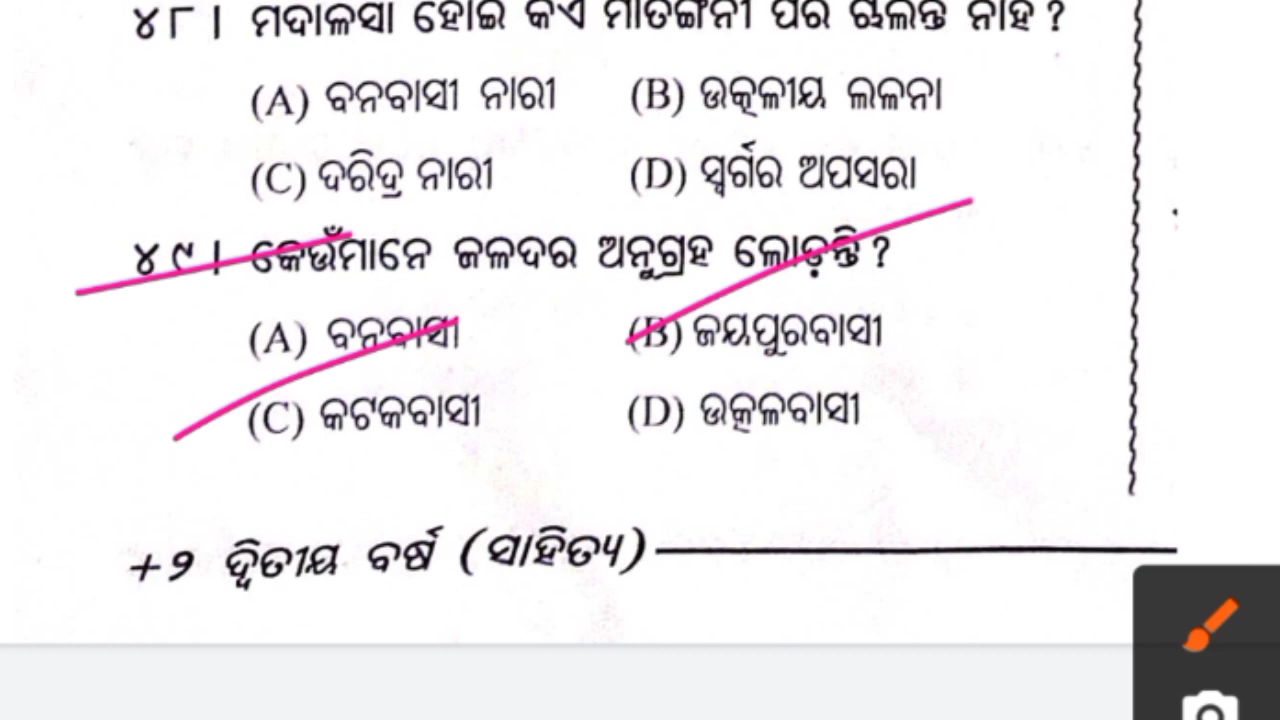 ୪୮ । ମଦାଳସା ହୋଇ କିଏ ମାତଙ୍ଗିନୀ ପରି ଚାଲନ୍ତି ନାହିଁ ?
(A) ବନବାସୀ ନାରୀ (B) ଉତ୍କଳୀୟ ଲଳନା
(C) ଦରିଦ୍ର ନାରୀ (D) ସ୍ୱର୍ଗର ଅପସରା
୪୯ । କେଉଁମାନେ ଜଳଦର ଅନୁଗ୍ରହ ଲୋଡ଼ନ୍ତି ?
(A) ବନବାସୀ (B) ଜୟପୁରବାସୀ
(C) କଟକବାସୀ (D) ଉତ୍କଳବାସୀ
+୨ ଦ୍ୱିତୀୟ ବର୍ଷ (ସାହିତ୍ୟ)